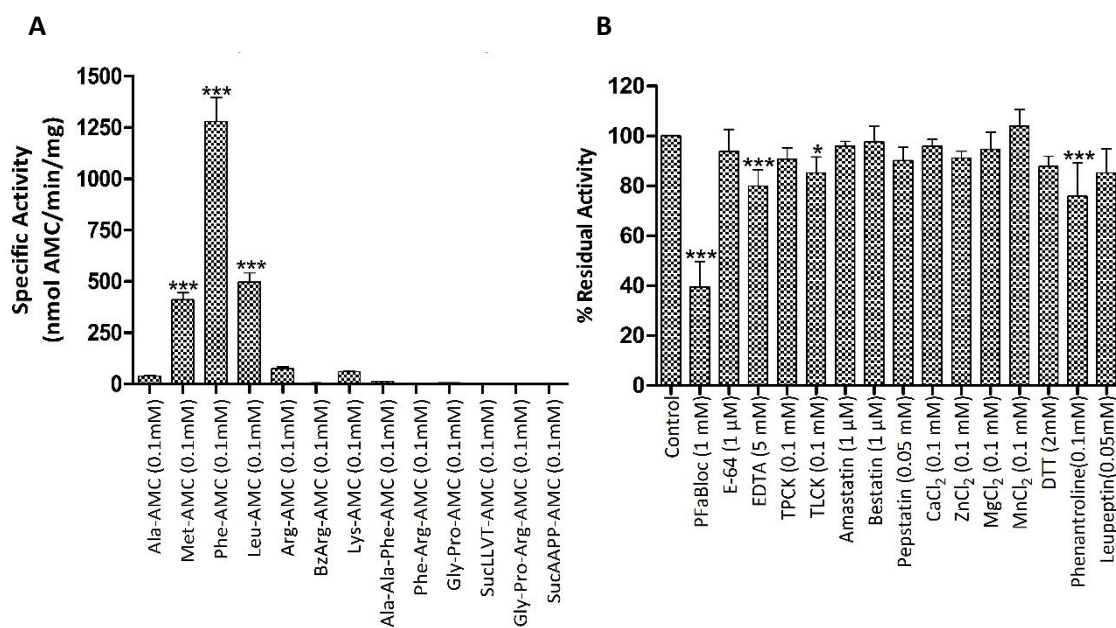 A
Specific Activity
(nmol AMC/min/mg)
1500
1250
1000
750
500
250
0
***
***
***
Ala-AMC (0.1mM)
Met-AMC (0.1mM)
Phe-AMC (0.1mM)
Leu-AMC (0.1mM)
Arg-AMC (0.1mM)
BzArg-AMC (0.1mM)
Lys-AMC (0.1mM)
Ala-Ala-Phe-AMC (0.1mM)
Phe-Arg-AMC (0.1mM)
Gly-Pro-AMC (0.1mM)
SucLLVT-AMC (0.1mM)
Gly-Pro-Arg-AMC (0.1mM)
SucAAPP-AMC (0.1mM)
B
% Residual Activity
120
100
80
60
40
20
0
***
***
*
***
Control
PFaBloc (1 mM)
E-64 (1 µM)
EDTA (5 mM)
TPCK (0.1 mM)
TLCK (0.1 mM)
Amastatin (1 µM)
Bestatin (1 µM)
Pepstatin (0.05 mM)
CaCl₂ (0.1 mM)
ZnCl₂ (0.1 mM)
MgCl₂ (0.1 mM)
MnCl₂ (0.1 mM)
DTT (2mM)
Phenantroline(0.1mM)
Leupeptin(0.05mM)